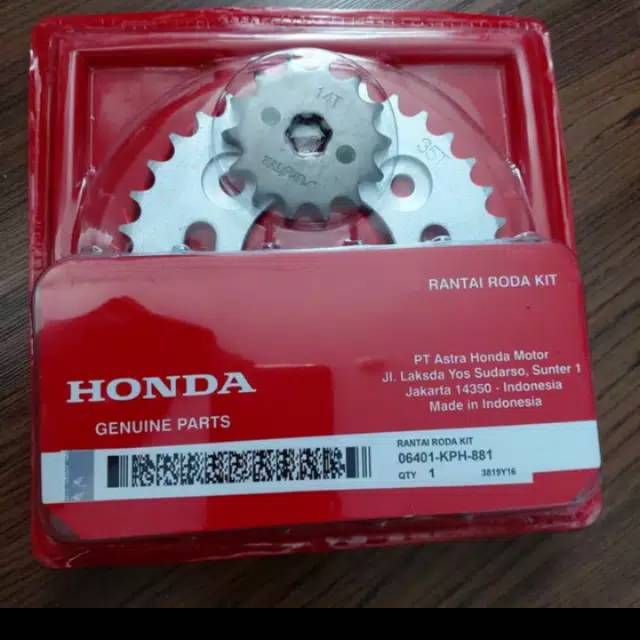 14T
35T
RANTAI RODA KIT
PT Astra Honda Motor
Jl. Laksda Yos Sudarso, Sunter 1
Jakarta 14350 - Indonesia
Made in Indonesia
HONDA
GENUINE PARTS
RANTAI RODA KIT
06401-KPH-881
QTY 1 3819Y16